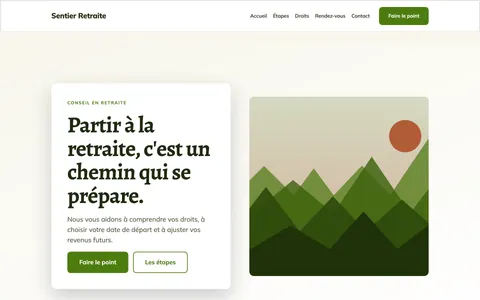 Sentier Retraite
Accueil Étapes Droits Rendez-vous Contact Faire le point
CONSEIL EN RETRAITE
Partir à la
retraite, c'est un
chemin qui se
prépare.
Nous vous aidons à comprendre vos droits, à
choisir votre date de départ et à ajuster vos
revenus futurs.
Faire le point Les étapes